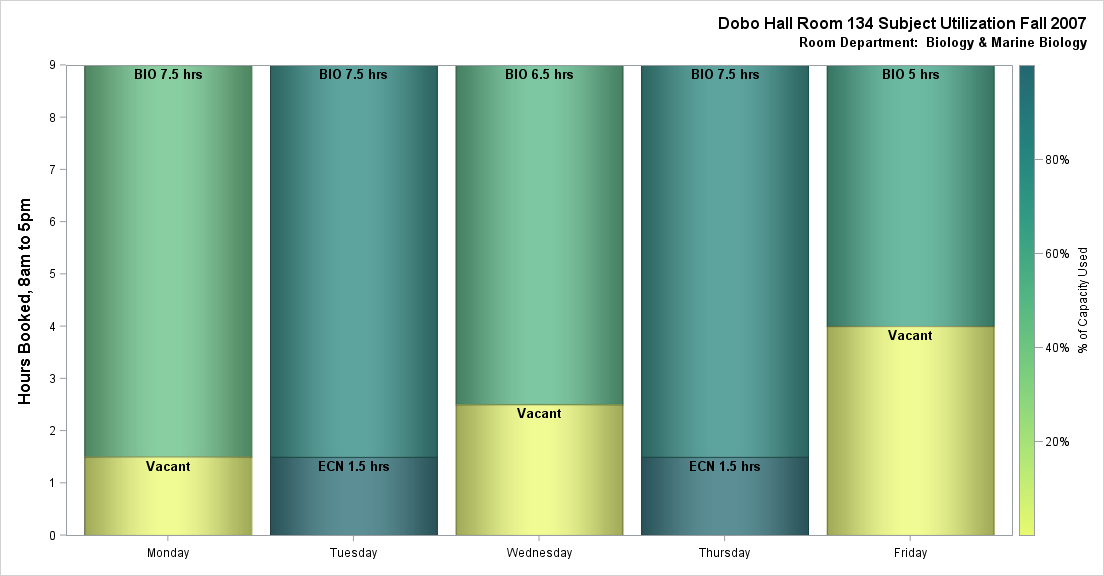 Dobo Hall Room 134 Subject Utilization Fall 2007
Room Department:  Biology & Marine Biology
Hours Booked, 8am to 5pm
9
8
7
6
5
4
3
2
1
0
BIO 7.5 hrs
Vacant
BIO 7.5 hrs
ECN 1.5 hrs
BIO 6.5 hrs
Vacant
BIO 7.5 hrs
ECN 1.5 hrs
BIO 5 hrs
Vacant
Monday
Tuesday
Wednesday
Thursday
Friday
80%
60%
40%
20%
% of Capacity Used